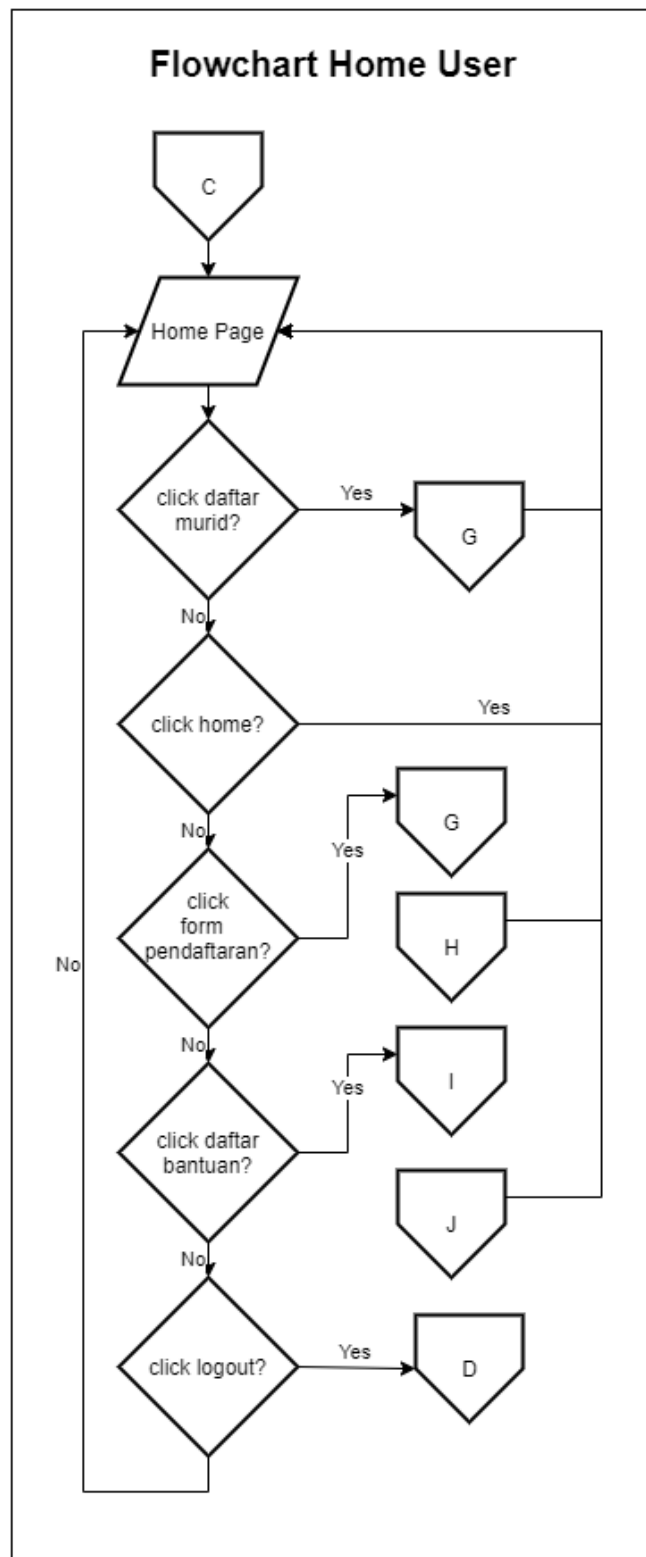 Flowchart Home User
C
Home Page
click daftar
murid?
Yes
G
No
click home?
Yes
No
click
form
pendaftaran?
Yes
G
H
No
No
click daftar
bantuan?
Yes
I
J
No
click logout?
Yes
D